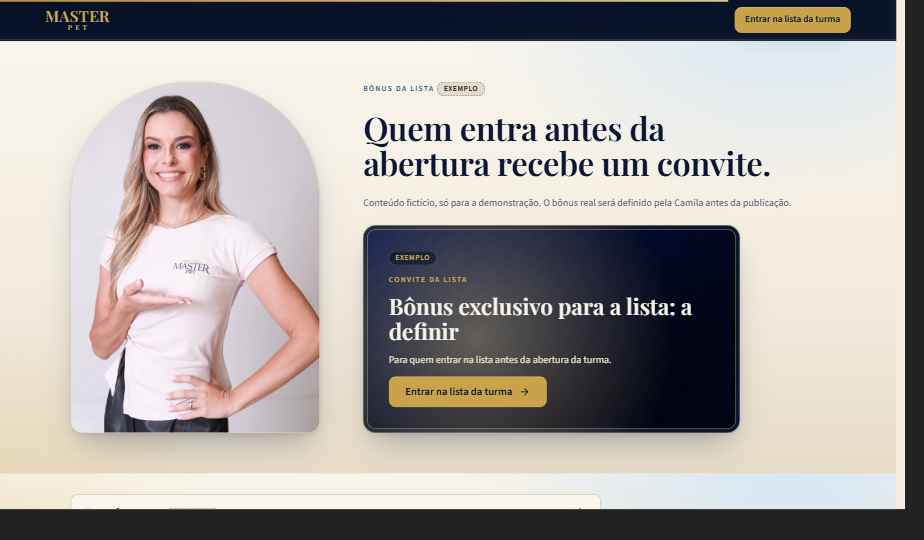 MASTER
PET
Entrar na lista da turma
BÔNUS DA LISTA EXEMPLO
Quem entra antes da
abertura recebe um convite.
Conteúdo fictício, só para a demonstração. O bônus real será definido pela Camila antes da publicação.
MASTER
PET
EXEMPLO
CONVITE DA LISTA
Bônus exclusivo para a lista: a
definir
Para quem entrar na lista antes da abertura da turma.
Entrar na lista da turma →